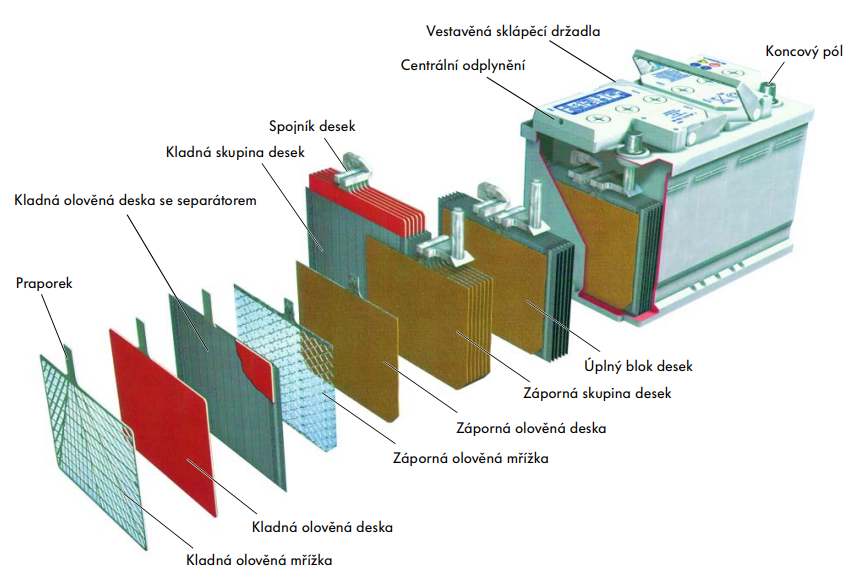 Vestavěná sklápěcí držadla
Koncový pól
Centrální odplynění
Spojník desek
Kladná skupina desek
Kladná olověná deska se separátorem
Praporek
Úplný blok desek
Záporná skupina desek
Záporná olověná deska
Záporná olověná mřížka
Kladná olověná deska
Kladná olověná mřížka